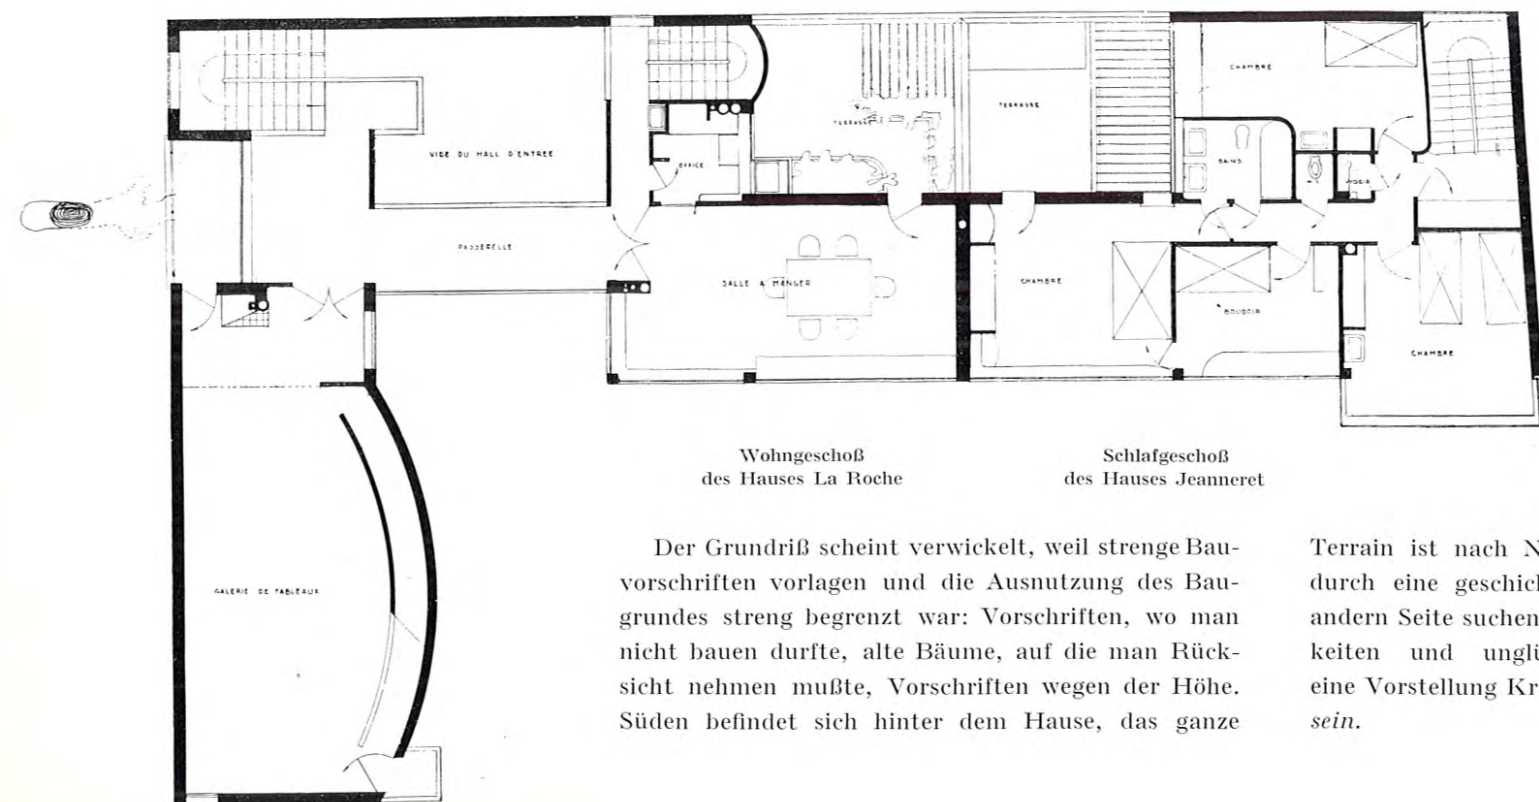 CHAMBRE
TERRASSE
TERRASSE
VIDE DU HALL D'ENTREE
OFFICE
BAINS
PASSERELLE
SALLE A MANGER
CHAMBRE
BOUDOIR
CHAMBRE
GALERIE DE TABLEAUX
Wohngeschoß
des Hauses La Roche
Schlafgeschoß
des Hauses Jeanneret
Der Grundriß scheint verwickelt, weil strenge Bau-
vorschriften vorlagen und die Ausnutzung des Bau-
grundes streng begrenzt war: Vorschriften, wo man
nicht bauen durfte, alte Bäume, auf die man Rück-
sicht nehmen mußte, Vorschriften wegen der Höhe.
Süden befindet sich hinter dem Hause, das ganze
Terrain ist nach N
durch eine geschic
andern Seite suchen
keiten und unglü
eine Vorstellung Kr
sein.